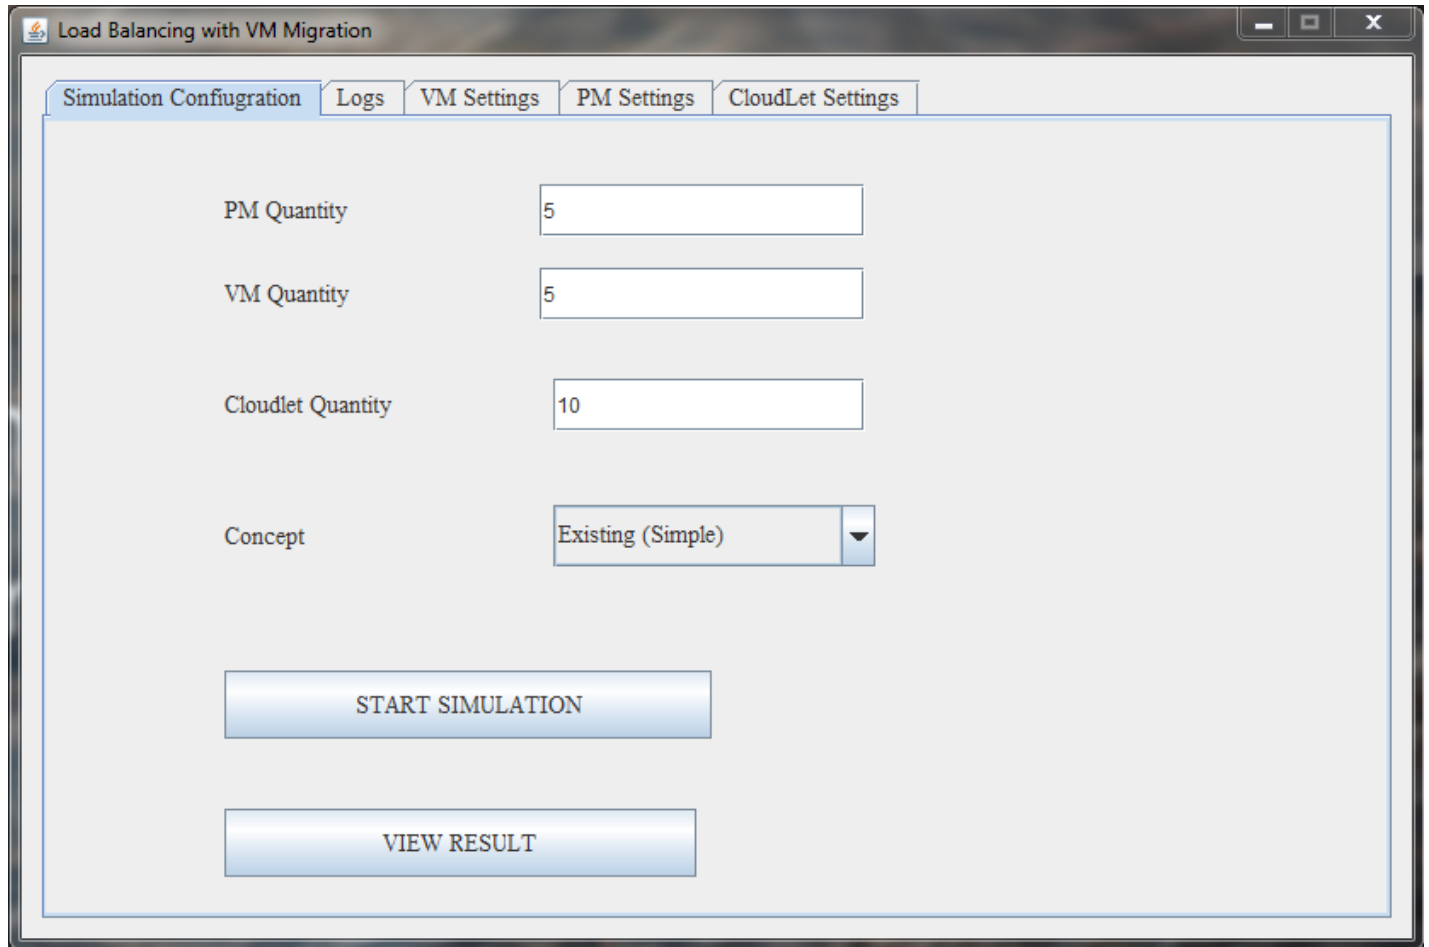 Load Balancing with VM Migration
Simulation Confiugration Logs VM Settings PM Settings CloudLet Settings
PM Quantity 5
VM Quantity 5
Cloudlet Quantity 10
Concept Existing (Simple)
START SIMULATION
VIEW RESULT